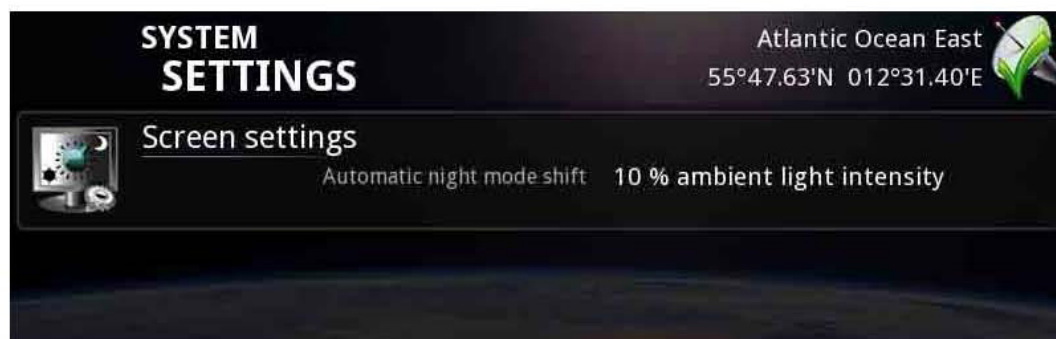 SYSTEM
SETTINGS
Atlantic Ocean East
55°47.63'N 012°31.40'E
Screen settings
Automatic night mode shift 10 % ambient light intensity